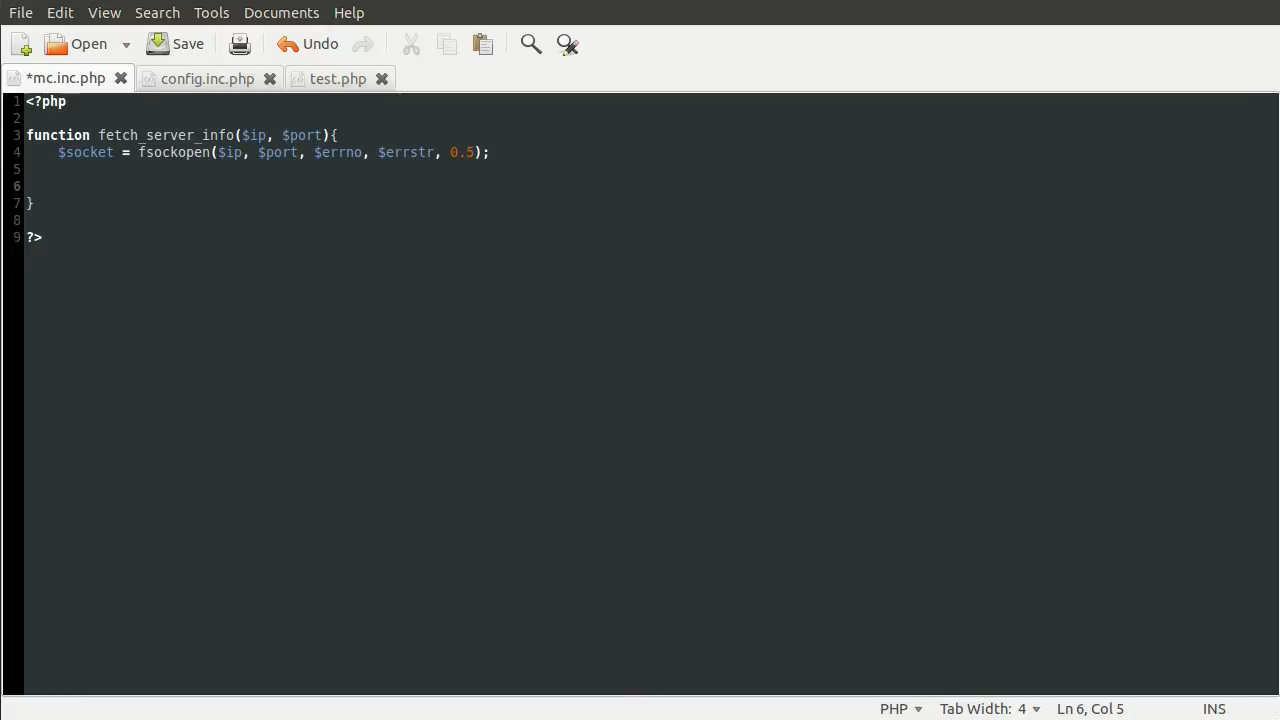 File Edit View Search Tools Documents Help
Open Save Undo
*mc.inc.php config.inc.php test.php
1 <?php
2
3 function fetch_server_info($ip, $port){
4     $socket = fsockopen($ip, $port, $errno, $errstr, 0.5);
5
6
7 }
8
9 ?>
PHP Tab Width: 4 Ln 6, Col 5 INS